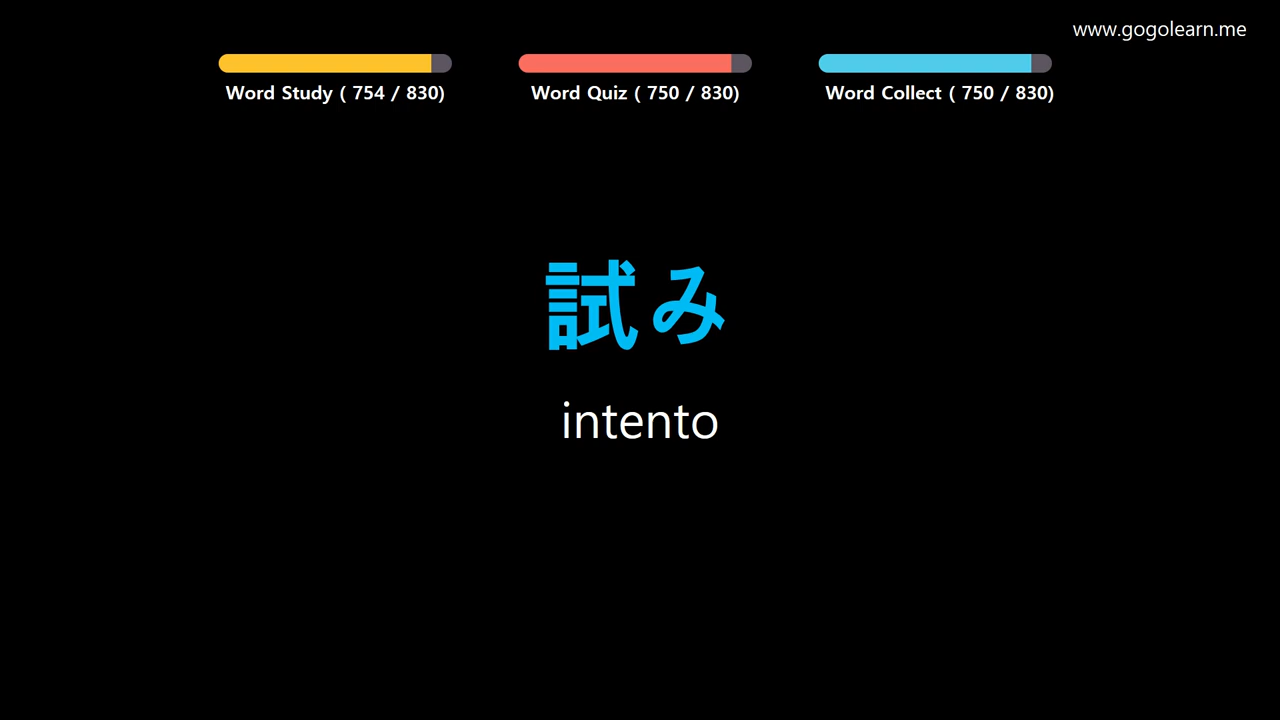 www.gogolearn.me
Word Study ( 754 / 830)
Word Quiz ( 750 / 830)
Word Collect ( 750 / 830)
試み
intento